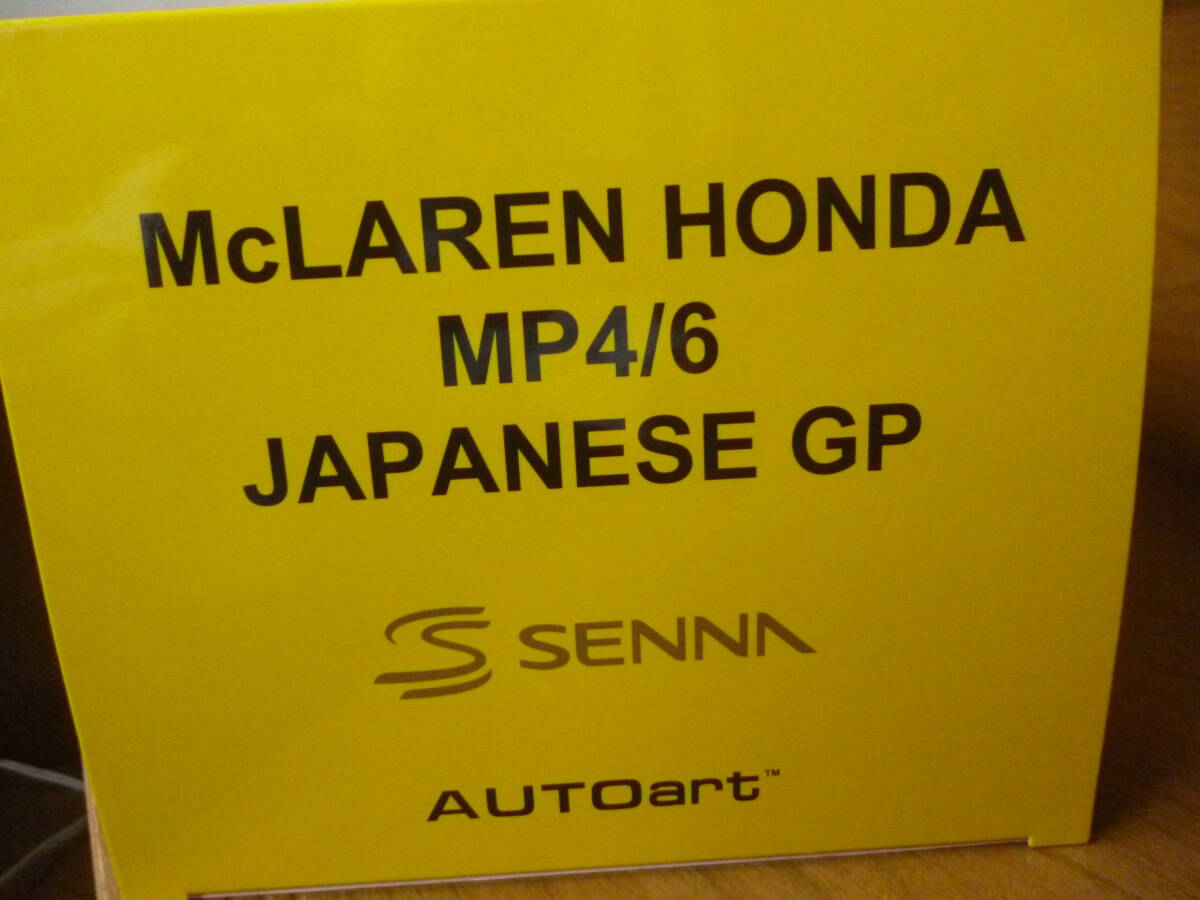 McLAREN HONDA
MP4/6
JAPANESE GP
SENNA
AUTOart™